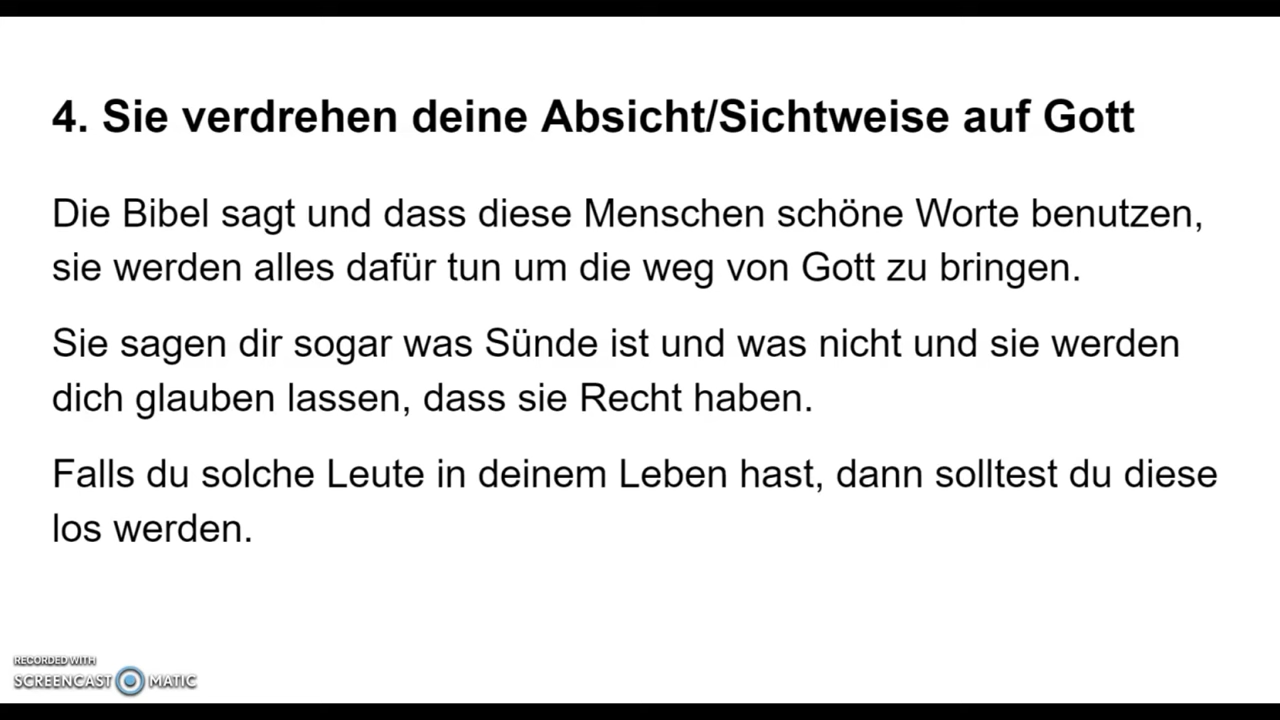 4. Sie verdrehen deine Absicht/Sichtweise auf Gott
Die Bibel sagt und dass diese Menschen schöne Worte benutzen,
sie werden alles dafür tun um die weg von Gott zu bringen.
Sie sagen dir sogar was Sünde ist und was nicht und sie werden
dich glauben lassen, dass sie Recht haben.
Falls du solche Leute in deinem Leben hast, dann solltest du diese
los werden.
RECORDED WITH
SCREENCAST MATIC